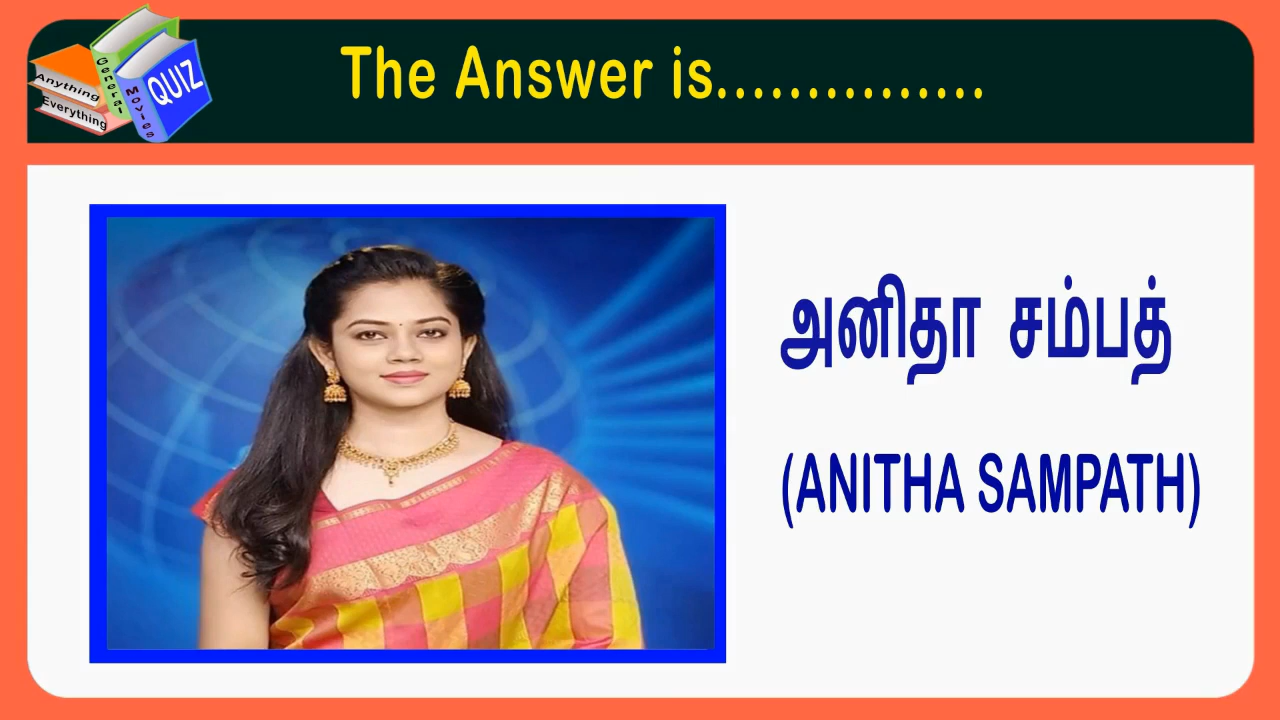 Anything
Everything
General
Movies
QUIZ
The Answer is...............
அனிதா சம்பத்
(ANITHA SAMPATH)